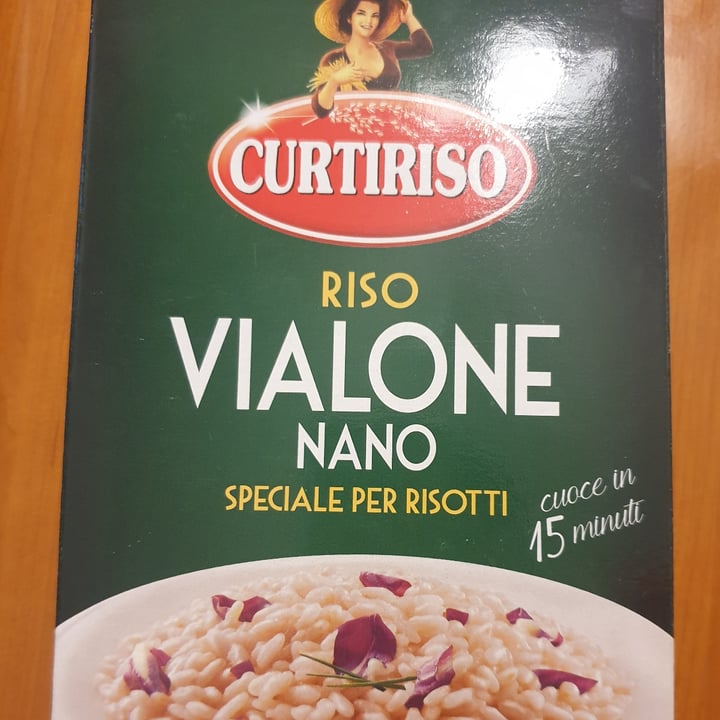 CURTIRISO
RISO
VIALONE
NANO
SPECIALE PER RISOTTI
cuoce in
15 minuti